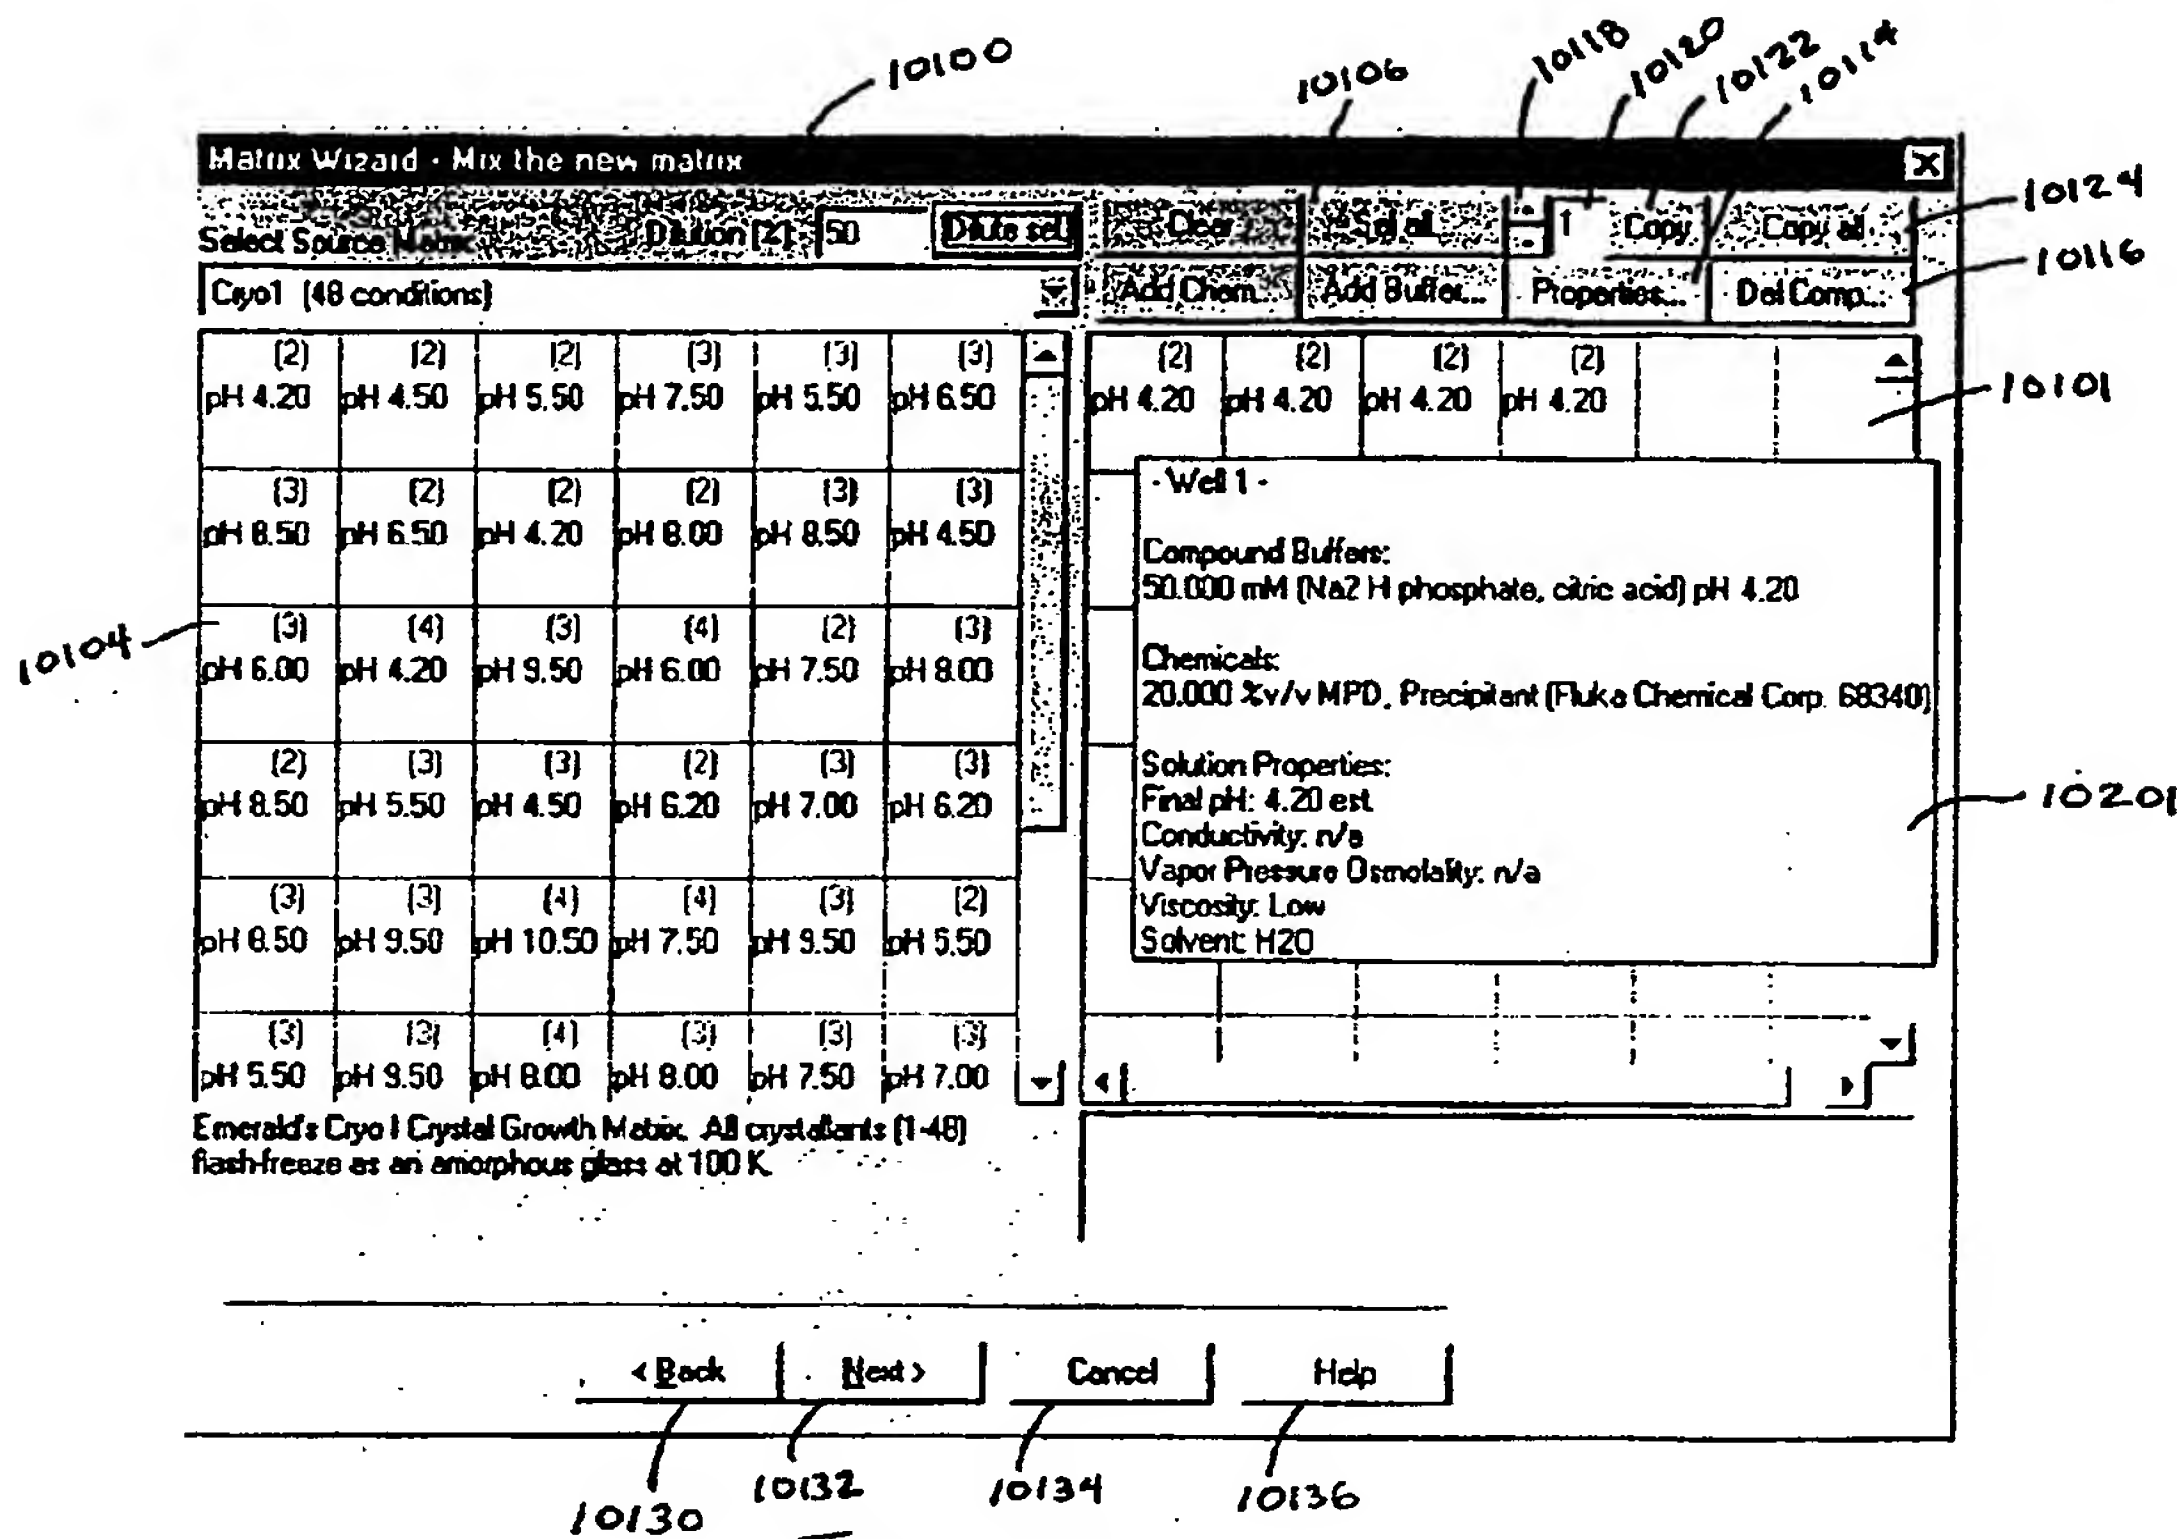 10100
10106
10118
10120
10122
10114
Matrix Wizard - Mix the new matrix
10124
Select Source Matrix Dilution [%]: 50 Dilute sel Clear Sel all 1 Copy Copy all
10116
Cryo1 (48 conditions) Add Chem... Add Buffer... Properties... Del Comp...
(2) (2) (2) (3) (3) (3) (2) (2) (2) (2)
pH 4.20 pH 4.50 pH 5.50 pH 7.50 pH 5.50 pH 6.50 pH 4.20 pH 4.20 pH 4.20 pH 4.20
10101
(3) (2) (2) (2) (3) (3)
pH 8.50 pH 6.50 pH 4.20 pH 8.00 pH 8.50 pH 4.50
10104
(3) (4) (3) (4) (2) (3)
pH 6.00 pH 4.20 pH 9.50 pH 6.00 pH 7.50 pH 8.00
(2) (3) (3) (2) (3) (3)
pH 8.50 pH 5.50 pH 4.50 pH 6.20 pH 7.00 pH 6.20
(3) (3) (4) (4) (3) (2)
pH 8.50 pH 9.50 pH 10.50 pH 7.50 pH 9.50 pH 5.50
(3) (3) (4) (3) (3) (3)
pH 5.50 pH 9.50 pH 8.00 pH 8.00 pH 7.50 pH 7.00
- Well 1 -
Compound Buffers:
50.000 mM (Na2 H phosphate, citric acid) pH 4.20
Chemicals:
20.000 %v/v MPD, Precipitant (Fluka Chemical Corp. 68340)
Solution Properties:
Final pH: 4.20 est.
Conductivity: n/a
Vapor Pressure Osmolality: n/a
Viscosity: Low
Solvent: H2O
10201
Emerald's Cryo I Crystal Growth Matrix. All crystallants (1-48)
flash-freeze as an amorphous glass at 100 K.
< Back Next > Cancel Help
10130
10132
10134
10136